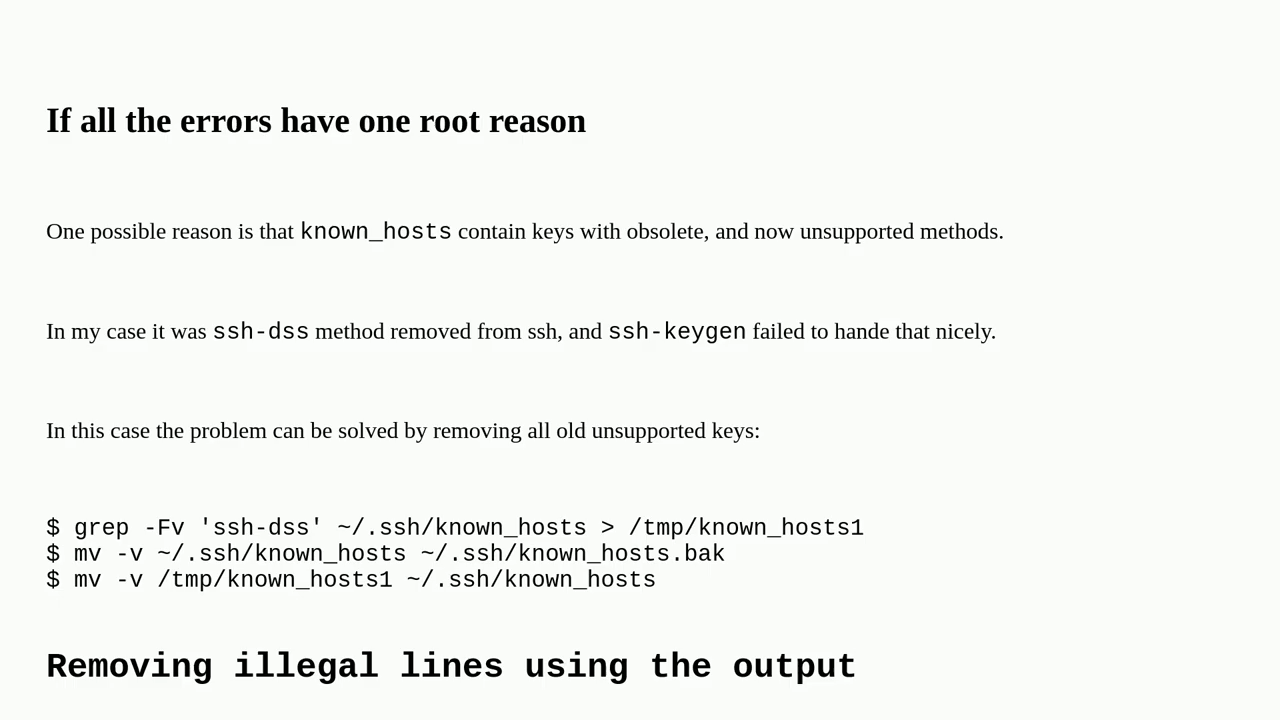 If all the errors have one root reason
One possible reason is that known_hosts contain keys with obsolete, and now unsupported methods.
In my case it was ssh-dss method removed from ssh, and ssh-keygen failed to hande that nicely.
In this case the problem can be solved by removing all old unsupported keys:
$ grep -Fv 'ssh-dss' ~/.ssh/known_hosts > /tmp/known_hosts1
$ mv -v ~/.ssh/known_hosts ~/.ssh/known_hosts.bak
$ mv -v /tmp/known_hosts1 ~/.ssh/known_hosts
Removing illegal lines using the output